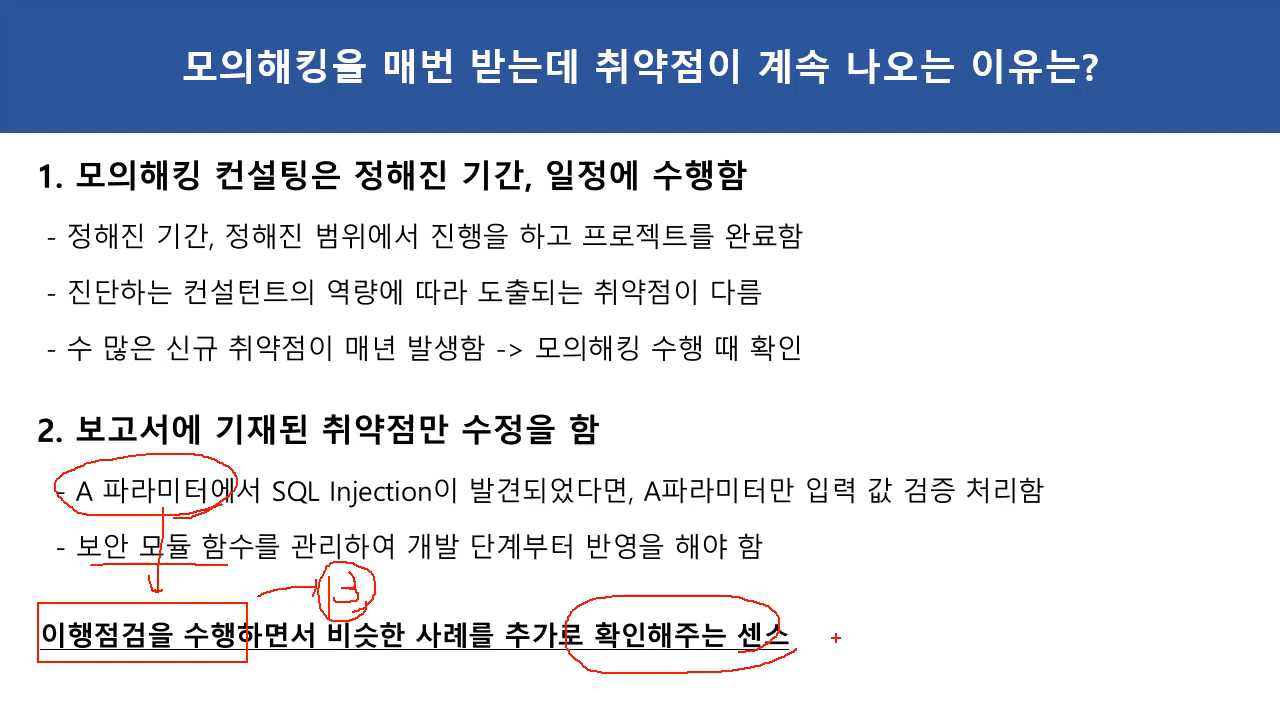 모의해킹을 매번 받는데 취약점이 계속 나오는 이유는?
1. 모의해킹 컨설팅은 정해진 기간, 일정에 수행함
- 정해진 기간, 정해진 범위에서 진행을 하고 프로젝트를 완료함
- 진단하는 컨설턴트의 역량에 따라 도출되는 취약점이 다름
- 수 많은 신규 취약점이 매년 발생함 -> 모의해킹 수행 때 확인
2. 보고서에 기재된 취약점만 수정을 함
- A 파라미터에서 SQL Injection이 발견되었다면, A파라미터만 입력 값 검증 처리함
- 보안 모듈 함수를 관리하여 개발 단계부터 반영을 해야 함
B
이행점검을 수행하면서 비슷한 사례를 추가로 확인해주는 센스